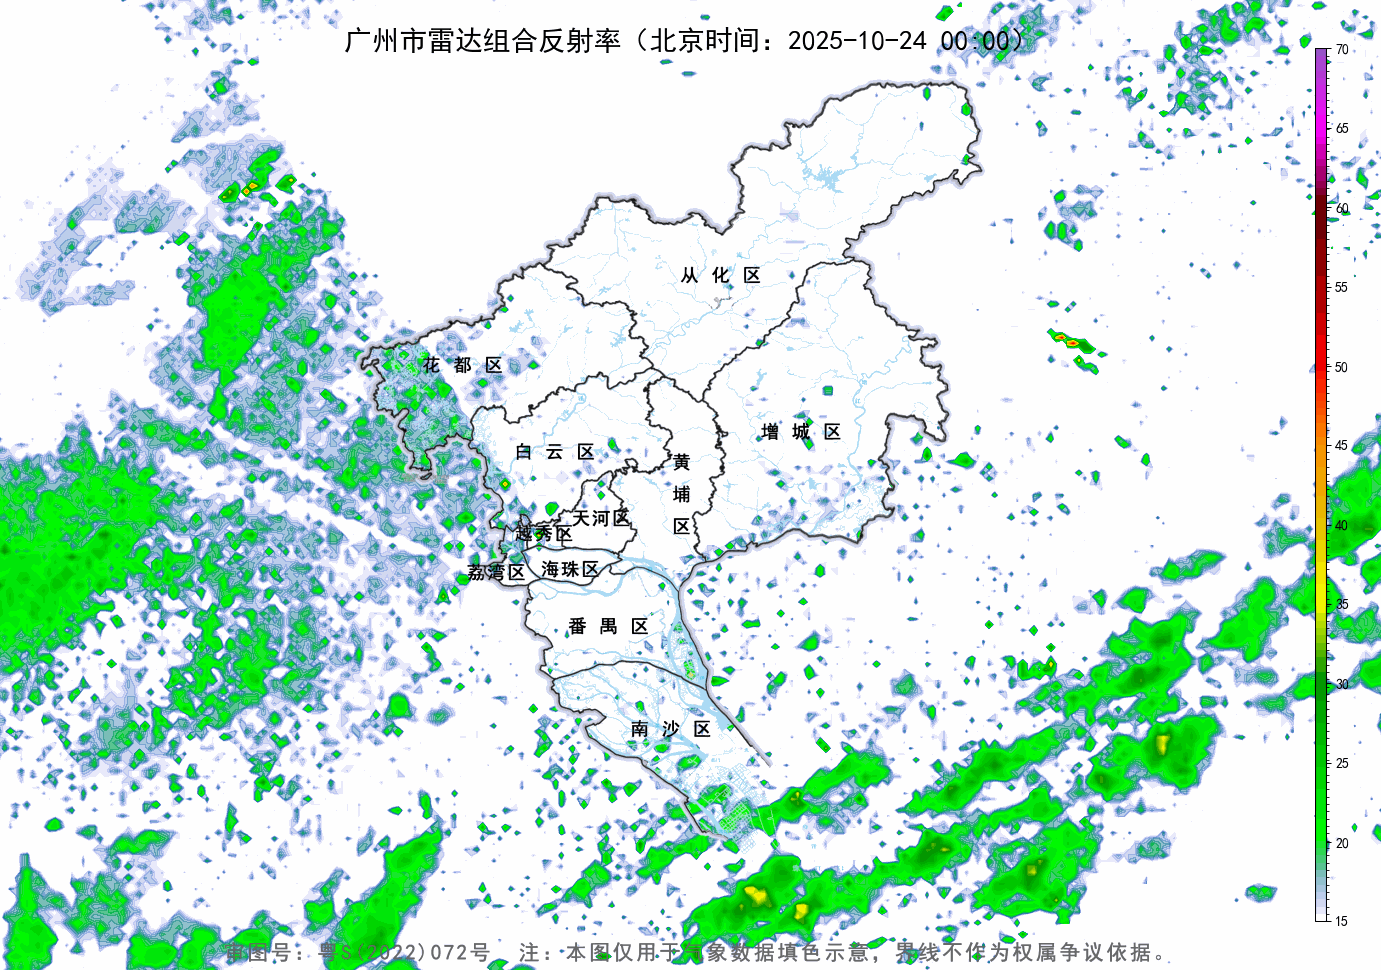 广州市雷达组合反射率（北京时间：2025-10-24 00:00）
70
65
60
55
50
45
40
35
30
25
20
15
从化区
花都区
增城区
白云区
黄埔区
天河区
越秀区
荔湾区
海珠区
番禺区
南沙区
审图号：粤S(2022)072号 注：本图仅用于气象数据填色示意，界线不作为权属争议依据。